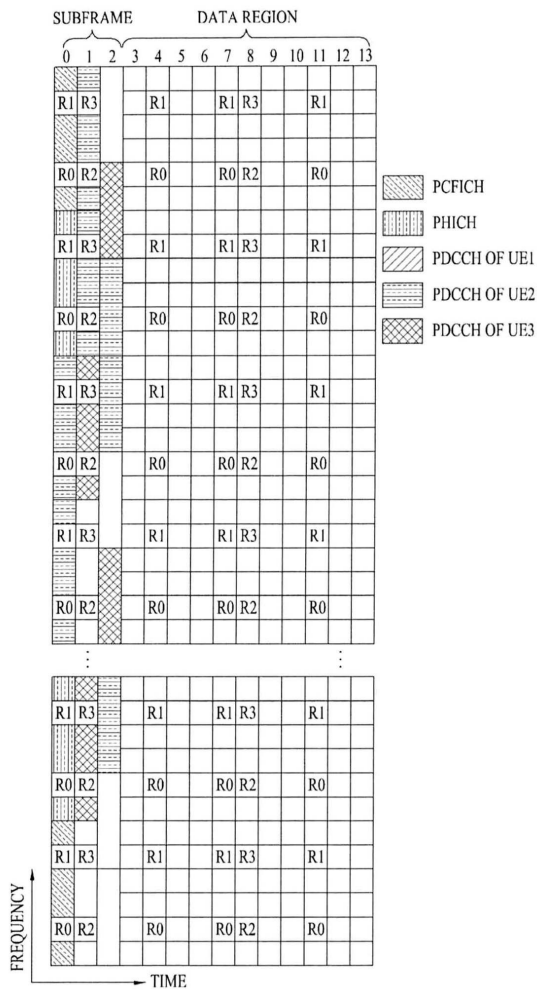 SUBFRAME DATA REGION
0 1 2 3 4 5 6 7 8 9 10 11 12 13
R1 R3 R1 R1 R3 R1
R0 R2 R0 R0 R2 R0
R1 R3 R1 R1 R3 R1
R0 R2 R0 R0 R2 R0
R1 R3 R1 R1 R3 R1
R0 R2 R0 R0 R2 R0
R1 R3 R1 R1 R3 R1
R0 R2 R0 R0 R2 R0
R1 R3 R1 R1 R3 R1
R0 R2 R0 R0 R2 R0
R1 R3 R1 R1 R3 R1
R0 R2 R0 R0 R2 R0
PCFICH
PHICH
PDCCH OF UE1
PDCCH OF UE2
PDCCH OF UE3
FREQUENCY
TIME